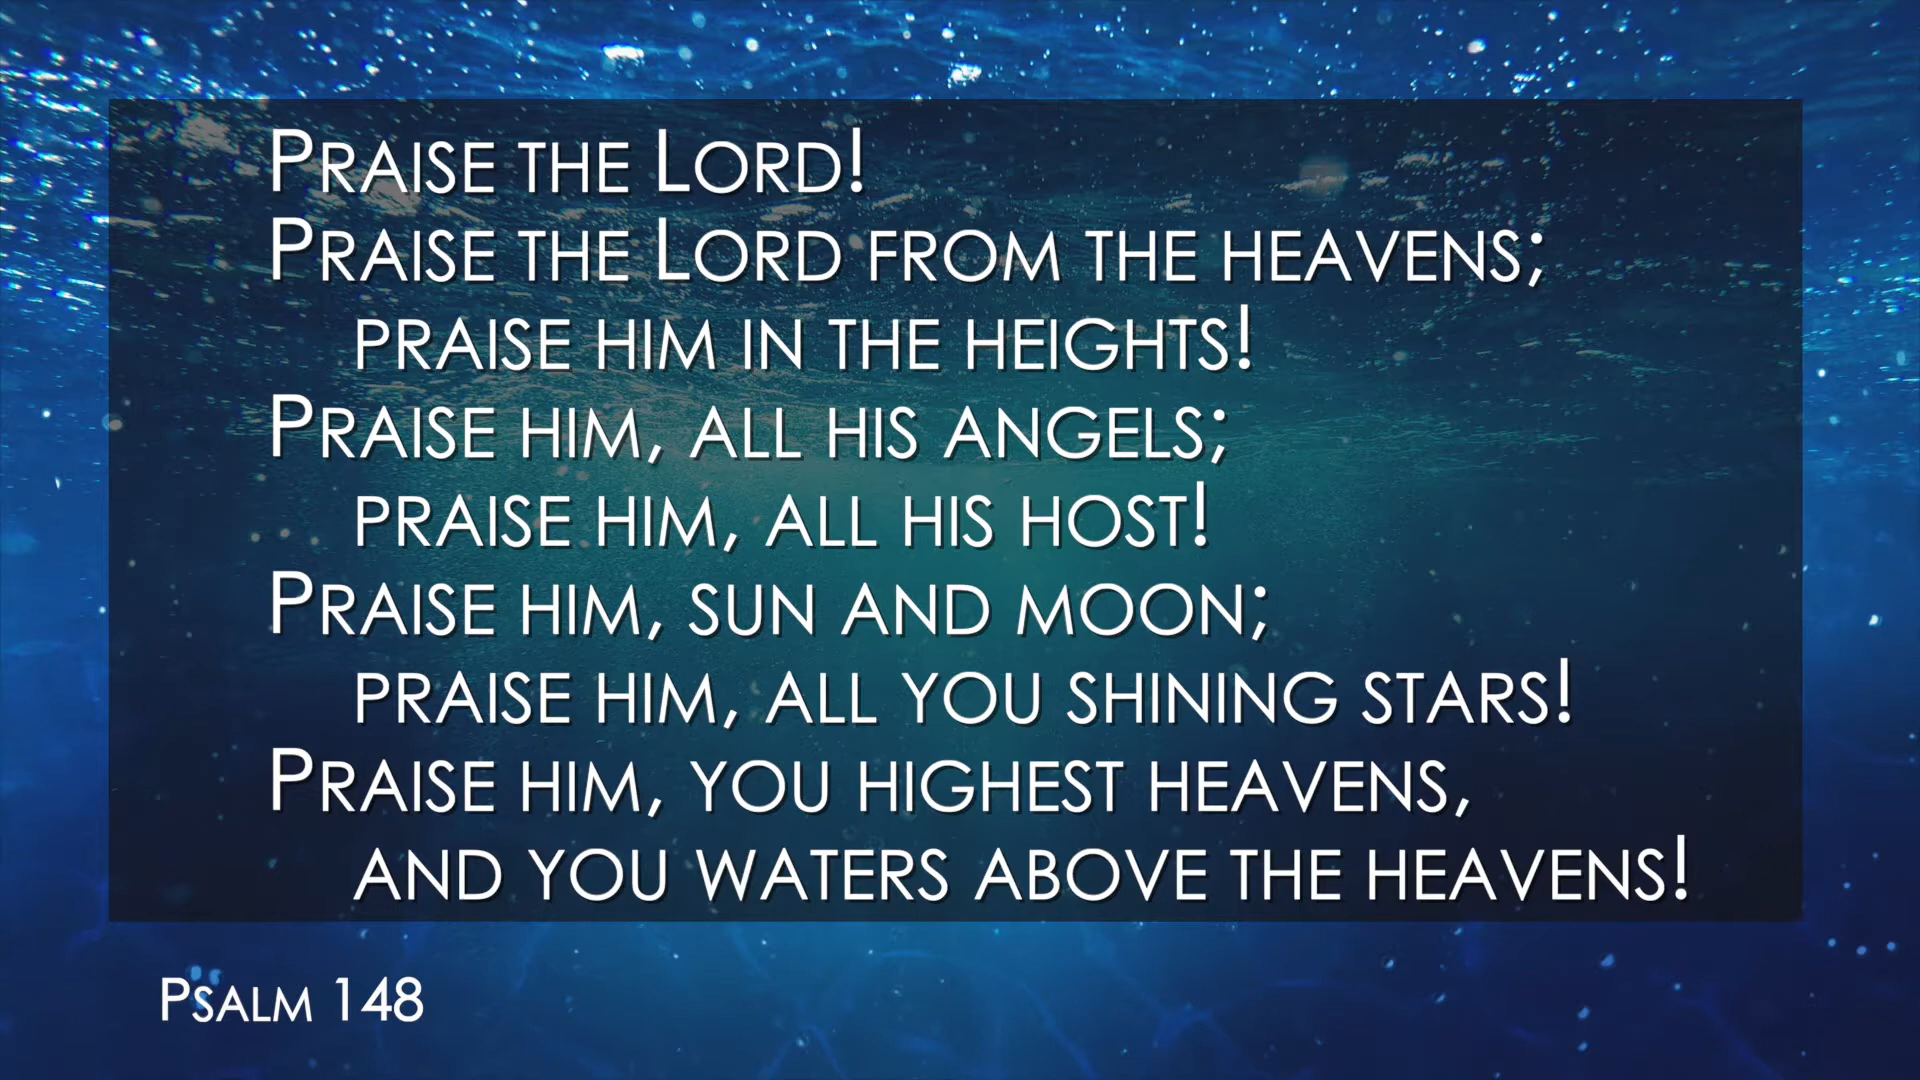 Praise the Lord!
Praise the Lord from the heavens;
praise him in the heights!
Praise him, all his angels;
praise him, all his host!
Praise him, sun and moon;
praise him, all you shining stars!
Praise him, you highest heavens,
and you waters above the heavens!
Psalm 148